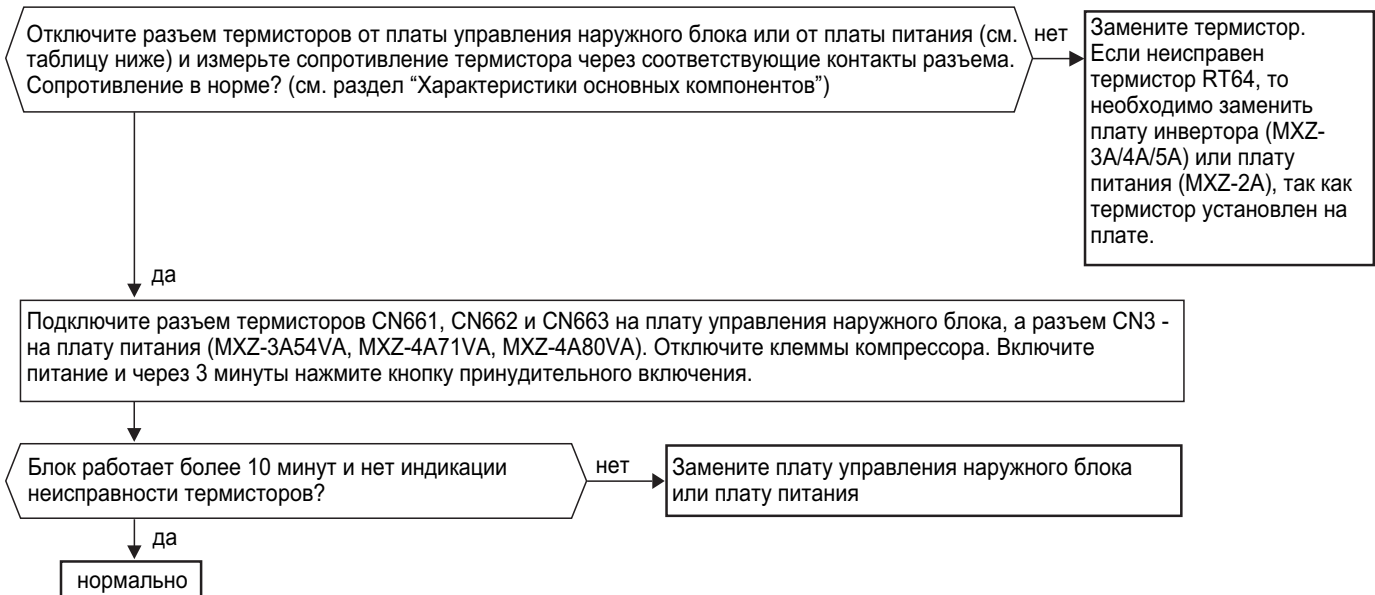 Отключите разъем термисторов от платы управления наружного блока или от платы питания (см.
таблицу ниже) и измерьте сопротивление термистора через соответствующие контакты разъема.
Сопротивление в норме? (см. раздел “Характеристики основных компонентов”)
нет
Замените термистор.
Если неисправен
термистор RT64, то
необходимо заменить
плату инвертора (MXZ-
3A/4A/5A) или плату
питания (MXZ-2A), так как
термистор установлен на
плате.
да
Подключите разъем термисторов CN661, CN662 и CN663 на плату управления наружного блока, а разъем CN3 -
на плату питания (MXZ-3A54VA, MXZ-4A71VA, MXZ-4A80VA). Отключите клеммы компрессора. Включите
питание и через 3 минуты нажмите кнопку принудительного включения.
Блок работает более 10 минут и нет индикации
неисправности термисторов?
нет
Замените плату управления наружного блока
или плату питания
да
нормально